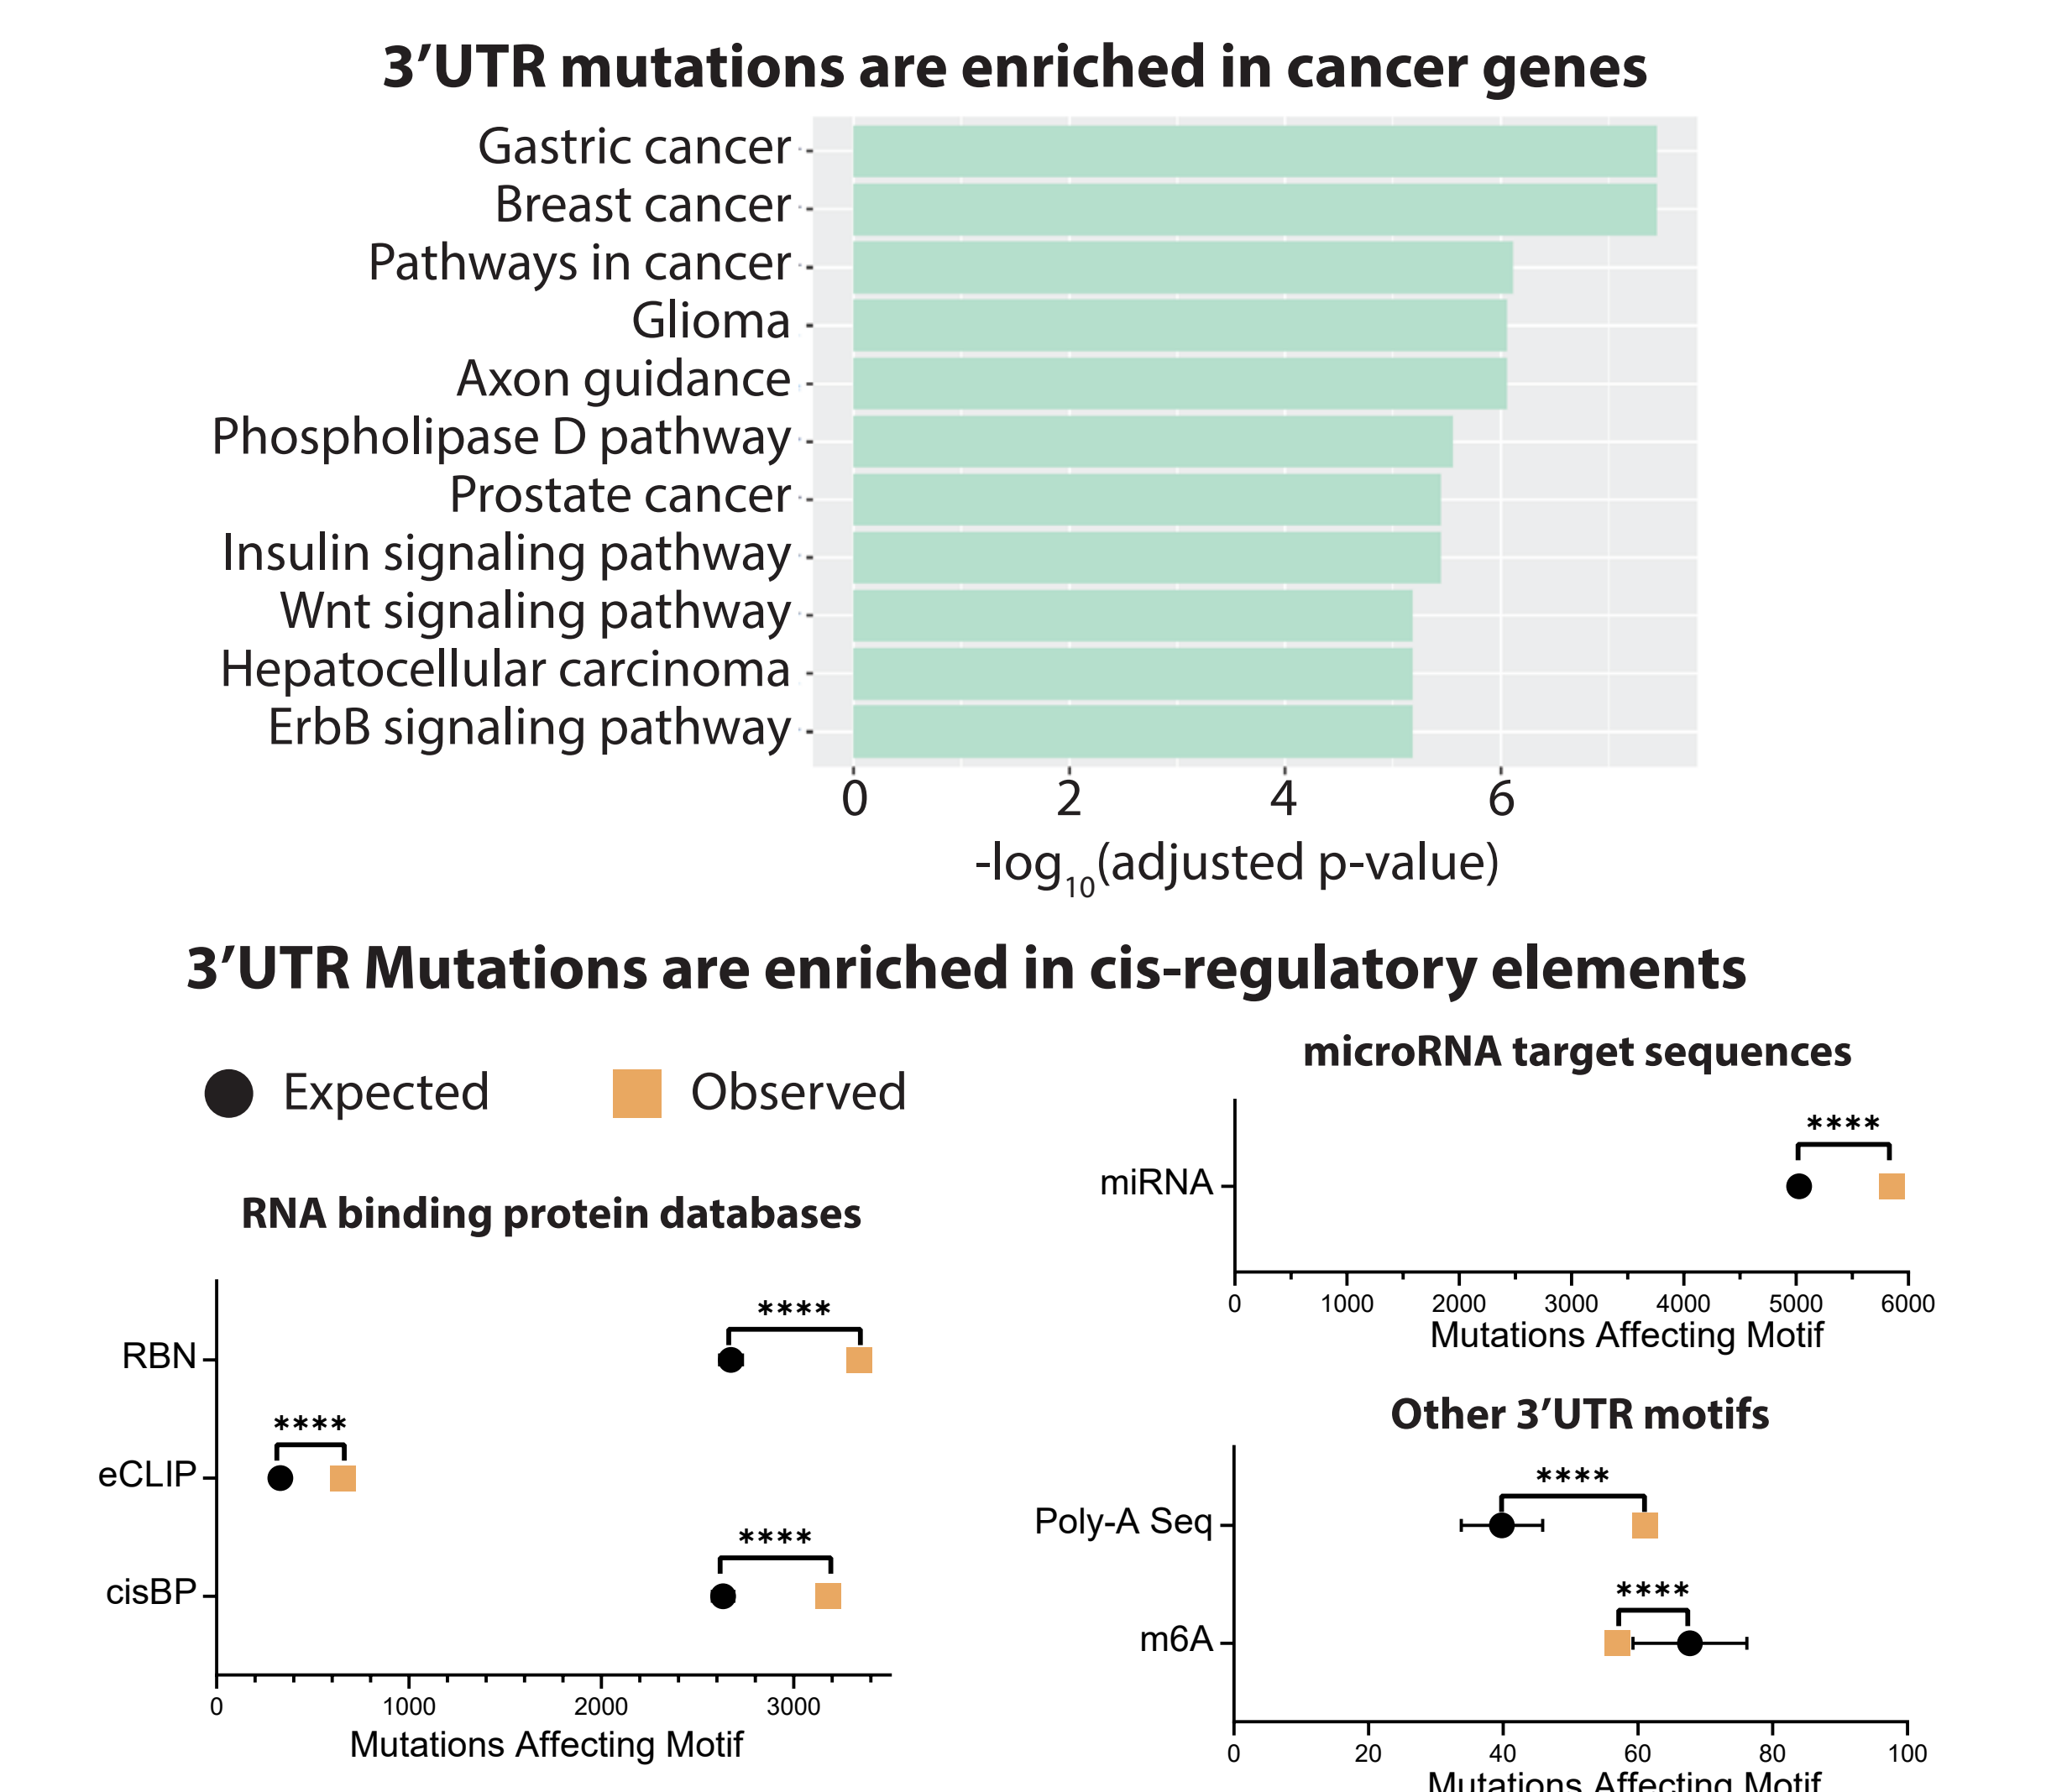 3’UTR mutations are enriched in cancer genes
Gastric cancer
Breast cancer
Pathways in cancer
Glioma
Axon guidance
Phospholipase D pathway
Prostate cancer
Insulin signaling pathway
Wnt signaling pathway
Hepatocellular carcinoma
ErbB signaling pathway
0 2 4 6
-log10(adjusted p-value)
3’UTR Mutations are enriched in cis-regulatory elements
Expected Observed
RNA binding protein databases
****
RBN
****
eCLIP
****
cisBP
0 1000 2000 3000
Mutations Affecting Motif
microRNA target sequences
****
miRNA
0 1000 2000 3000 4000 5000 6000
Mutations Affecting Motif
Other 3’UTR motifs
****
Poly-A Seq
****
m6A
0 20 40 60 80 100
Mutations Affecting Motif